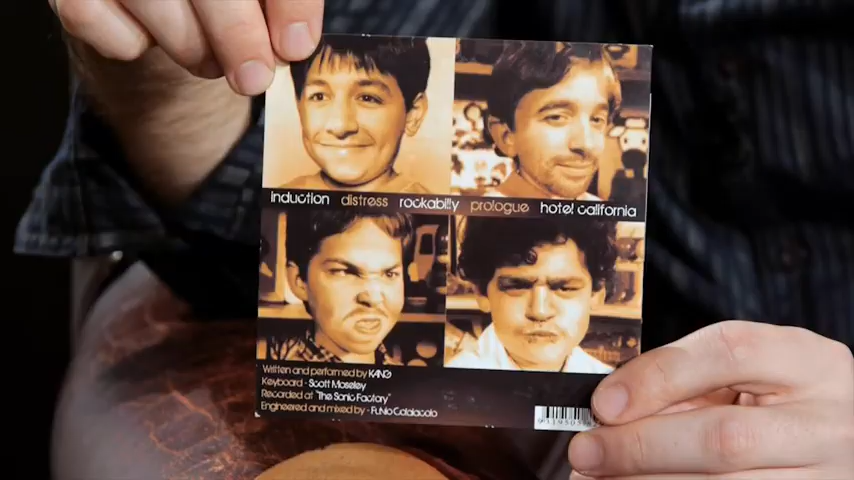 induction distress rockabilly prologue hotel california
Written and performed by KANG
Keyboard - Scott Moseley
Recorded at "The Sonic Factory"
Engineered and mixed by - Fulvio Catalacolo